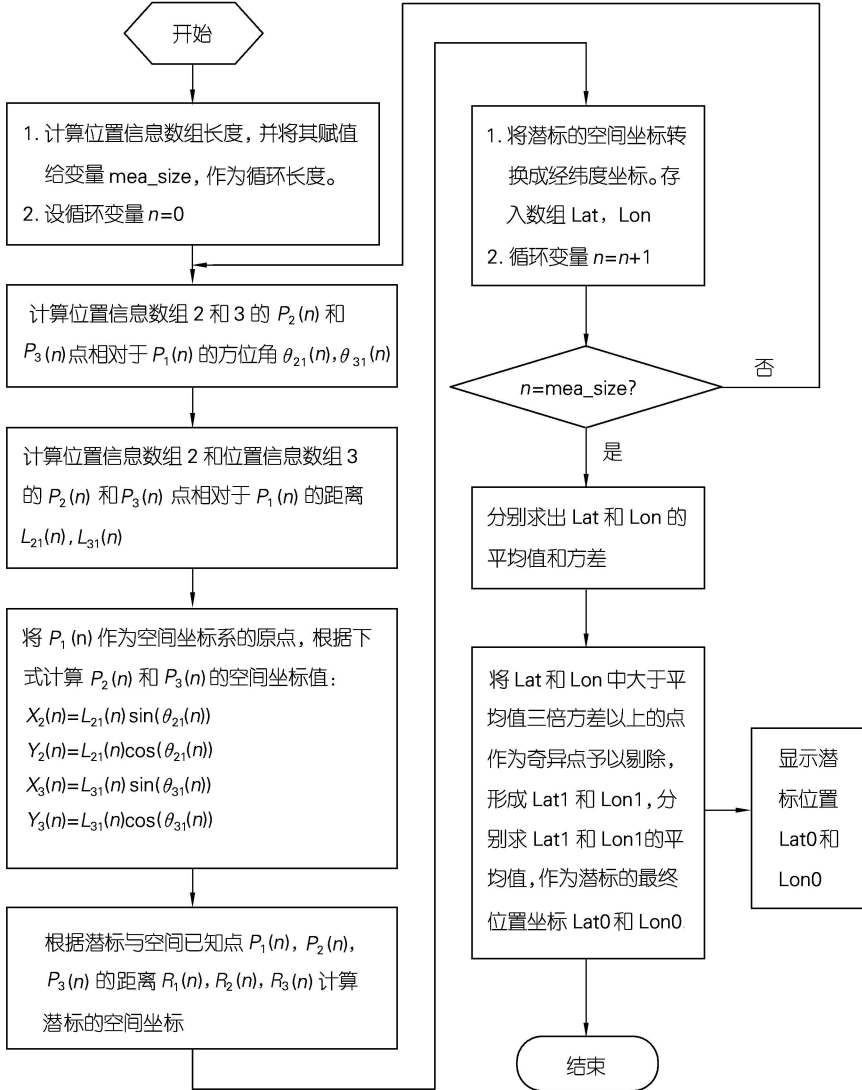 开始
1. 计算位置信息数组长度，并将其赋值
给变量 mea_size，作为循环长度。
2. 设循环变量 n=0
计算位置信息数组 2 和 3 的 P₂(n) 和
P₃(n)点相对于 P₁(n) 的方位角 θ₂₁(n),θ₃₁(n)
计算位置信息数组 2 和位置信息数组 3
的 P₂(n) 和 P₃(n) 点相对于 P₁(n) 的距离
L₂₁(n), L₃₁(n)
将 P₁(n) 作为空间坐标系的原点，根据下
式计算 P₂(n) 和 P₃(n) 的空间坐标值：
X₂(n)=L₂₁(n) sin(θ₂₁(n))
Y₂(n)=L₂₁(n)cos(θ₂₁(n))
X₃(n)=L₃₁(n) sin(θ₃₁(n))
Y₃(n)=L₃₁(n)cos(θ₃₁(n))
根据潜标与空间已知点 P₁(n), P₂(n),
P₃(n) 的距离 R₁(n), R₂(n), R₃(n) 计算
潜标的空间坐标
1. 将潜标的空间坐标转
换成经纬度坐标。存
入数组 Lat, Lon
2. 循环变量 n=n+1
n=mea_size?
否
是
分别求出 Lat 和 Lon 的
平均值和方差
将 Lat 和 Lon 中大于平
均值三倍方差以上的点
作为奇异点予以剔除，
形成 Lat1 和 Lon1，分
别求 Lat1 和 Lon1的平
均值，作为潜标的最终
位置坐标 Lat0和 Lon0
显示潜
标位置
Lat0和
Lon0
结束